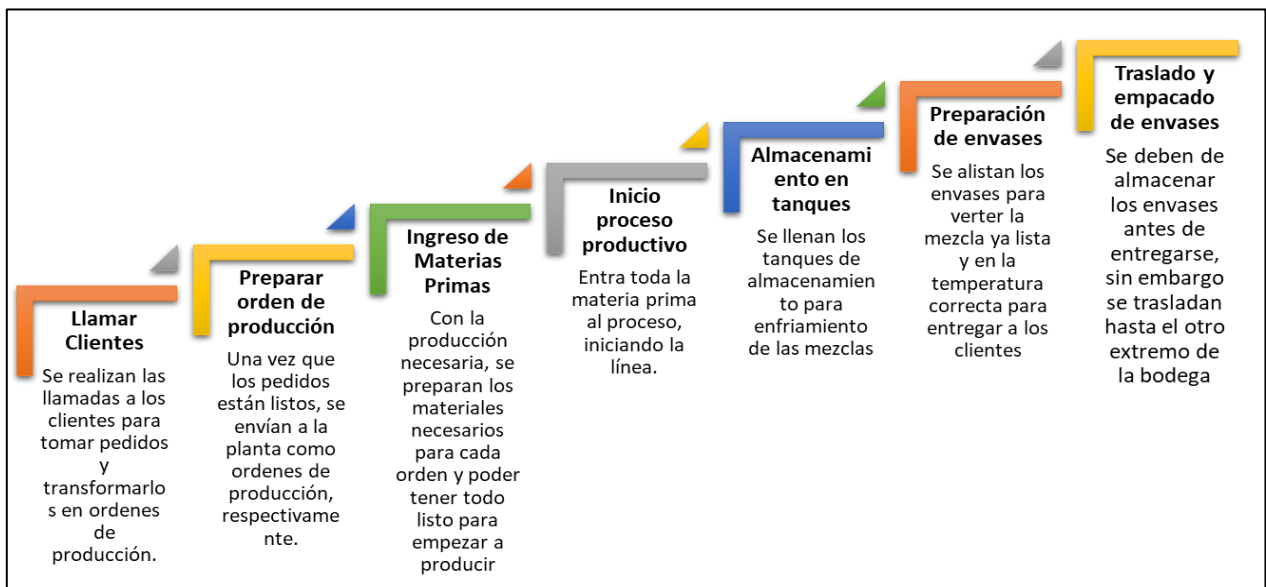 Llamar
Clientes
Se realizan las
llamadas a los
clientes para
tomar pedidos
y
transformarlo
s en ordenes
de
producción.
Preparar
orden de
producción
Una vez que
los pedidos
están listos, se
envían a la
planta como
ordenes de
producción,
respectivame
nte.
Ingreso de
Materias
Primas
Con la
producción
necesaria, se
preparan los
materiales
necesarios
para cada
orden y poder
tener todo
listo para
empezar a
producir
Inicio
proceso
productivo
Entra toda la
materia prima
al proceso,
iniciando la
línea.
Almacenami
ento en
tanques
Se llenan los
tanques de
almacenamien
to para
enfriamiento
de las mezclas
Preparación
de envases
Se alistan los
envases para
verter la
mezcla ya lista
y en la
temperatura
correcta para
entregar a los
clientes
Traslado y
empacado
de envases
Se deben de
almacenar
los envases
antes de
entregarse,
sin embargo
se trasladan
hasta el otro
extremo de
la bodega